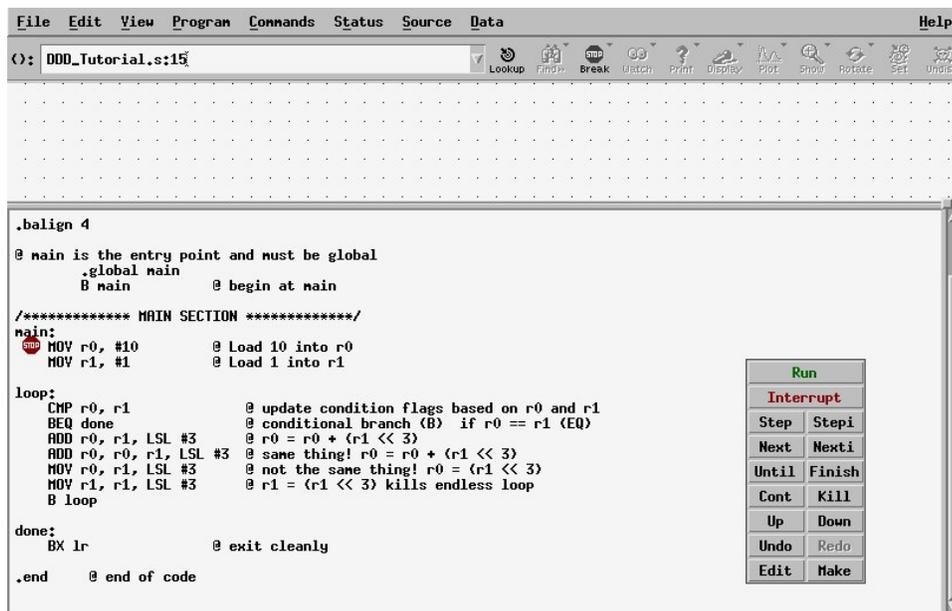 File Edit View Program Commands Status Source Data Help
(): DDD_Tutorial.s:15 Lookup Find» Break Watch Print Display Plot Show Rotate Set Undis
.balign 4
@ main is the entry point and must be global
.global main
B main @ begin at main
/************* MAIN SECTION *************/
main:
STOP MOV r0, #10 @ Load 10 into r0
MOV r1, #1 @ Load 1 into r1
loop:
CMP r0, r1 @ update condition flags based on r0 and r1
BEQ done @ conditional branch (B) if r0 == r1 (EQ)
ADD r0, r1, LSL #3 @ r0 = r0 + (r1 << 3)
ADD r0, r0, r1, LSL #3 @ same thing! r0 = r0 + (r1 << 3)
MOV r0, r1, LSL #3 @ not the same thing! r0 = (r1 << 3)
MOV r1, r1, LSL #3 @ r1 = (r1 << 3) kills endless loop
B loop
done:
BX lr @ exit cleanly
.end @ end of code
Run
Interrupt
Step Stepi
Next Nexti
Until Finish
Cont Kill
Up Down
Undo Redo
Edit Make